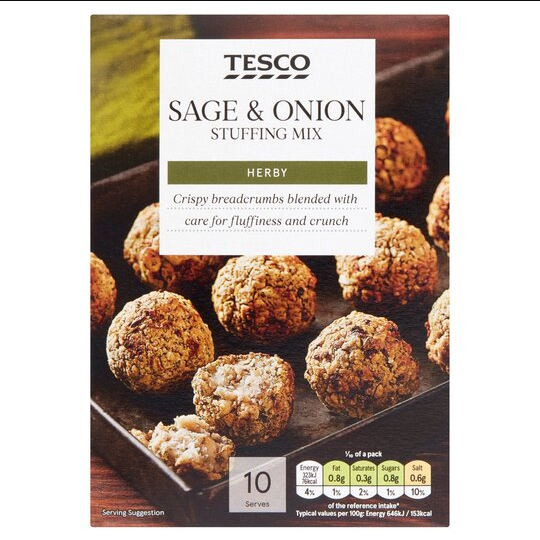 TESCO
SAGE & ONION
STUFFING MIX
HERBY
Crispy breadcrumbs blended with
care for fluffiness and crunch
10
Serves
Serving Suggestion
1/10 of a pack
Energy Fat Saturates Sugars Salt
323kJ
76kcal 0.8g 0.3g 0.8g 0.6g
4% 1% 2% 1% 10%
of the reference intake*
Typical values per 100g: Energy 646kJ / 153kcal